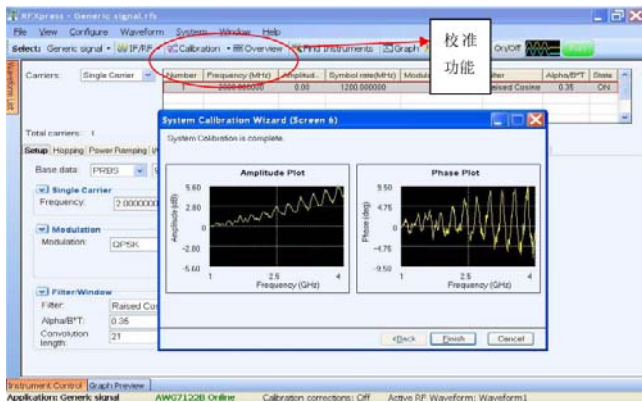 RFXpress - Generic signal.rfs
File View Configure Waveform System Window Help
Select: Generic signal IF/RF Calibration Overview Find Instruments Graph On/Off
校准
功能
Waveform List
Carriers: Single Carrier
Number Frequency (MHz) Amplitud.. Symbol rate(MHz) Modul Alpha/B*T State
1 2000.000000 0.00 1200.000000 Raised Cosine 0.35 ON
Total carriers: 1
Setup Hopping Power Ramping
Base data: PRBS 9
Single Carrier
Frequency: 2.0000000
Modulation
Modulation: QPSK
Filter/Window
Filter: Raised Cos
Alpha/B*T: 0.35
Convolution length: 21
System Calibration Wizard (Screen 6)
System Calibration is complete.
Amplitude Plot
Amplitude (dB)
5.60
2.80
0
-2.80
-5.60
1 2.5 4
Frequency (GHz)
Phase Plot
Phase (deg)
9.50
4.75
0
-4.75
-9.50
1 2.5 4
Frequency (GHz)
<Back Finish Cancel
Instrument Control Graph Preview
Application: Generic signal AWG7122B Online Calibration corrections: Off Active RF Waveform: Waveform1